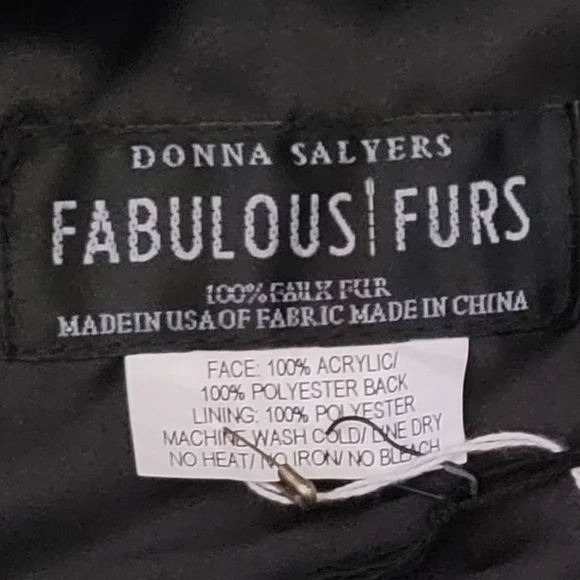 DONNA SALYERS
FABULOUS|FURS
100% FAUX FUR
MADE IN USA OF FABRIC MADE IN CHINA
FACE: 100% ACRYLIC/
100% POLYESTER BACK
LINING: 100% POLYESTER
MACHINE WASH COLD/ LINE DRY
NO HEAT/ NO IRON/ NO BLEACH